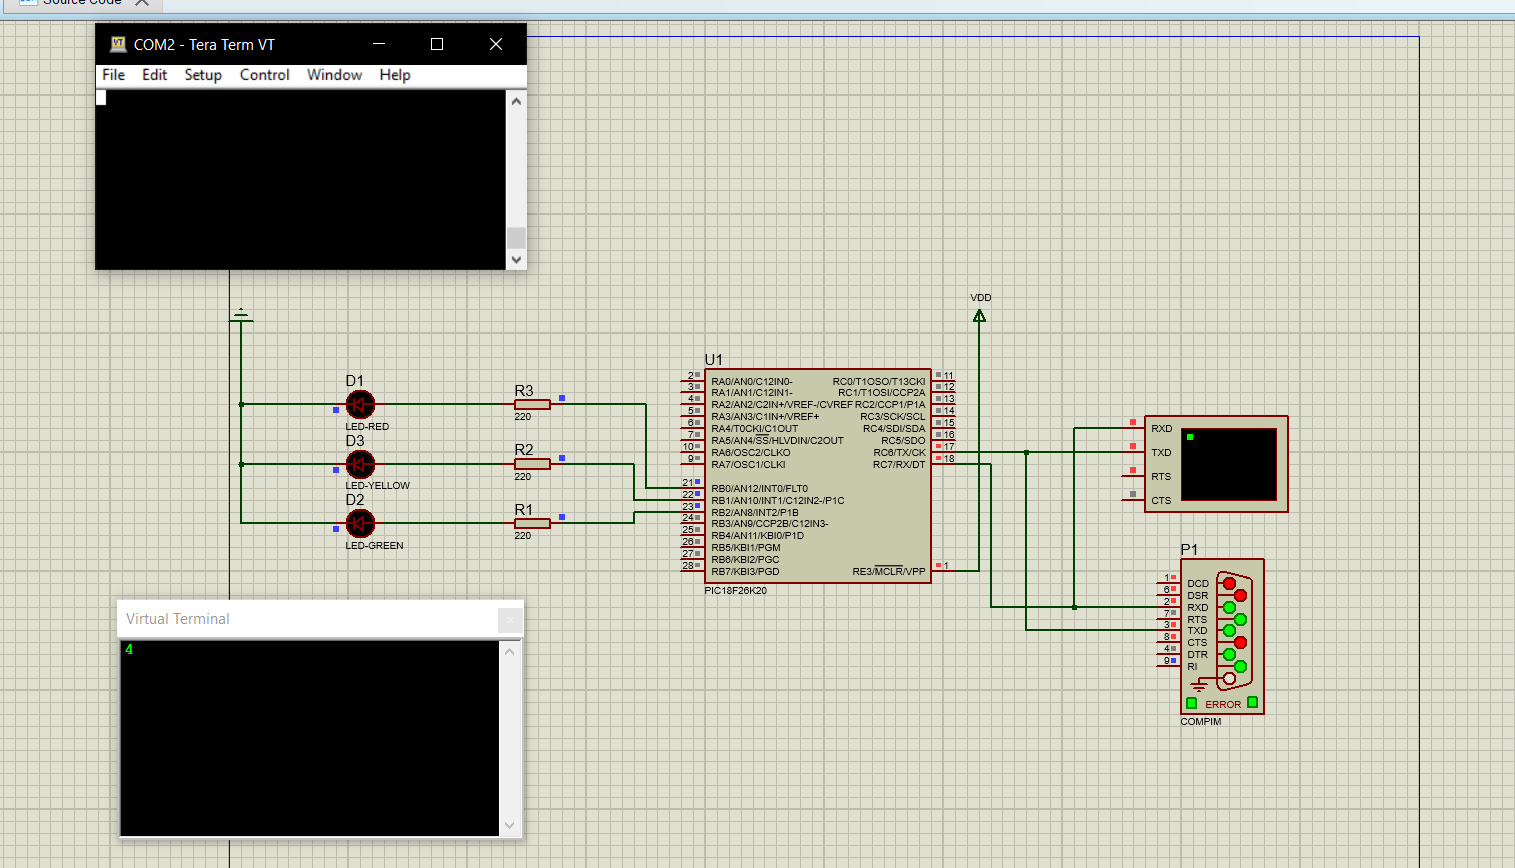 Source Code
COM2 - Tera Term VT
File Edit Setup Control Window Help
VDD
U1
D1
LED-RED
D3
LED-YELLOW
D2
LED-GREEN
R3
220
R2
220
R1
220
2 RA0/AN0/C12IN0-
3 RA1/AN1/C12IN1-
4 RA2/AN2/C2IN+/VREF-/CVREF
5 RA3/AN3/C1IN+/VREF+
6 RA4/T0CKI/C1OUT
7 RA5/AN4/SS/HLVDIN/C2OUT
10 RA6/OSC2/CLKO
9 RA7/OSC1/CLKI
21 RB0/AN12/INT0/FLT0
22 RB1/AN10/INT1/C12IN2-/P1C
23 RB2/AN8/INT2/P1B
24 RB3/AN9/CCP2B/C12IN3-
25 RB4/AN11/KBI0/P1D
26 RB5/KBI1/PGM
27 RB6/KBI2/PGC
28 RB7/KBI3/PGD
RC0/T1OSO/T13CKI 11
RC1/T1OSI/CCP2A 12
RC2/CCP1/P1A 13
RC3/SCK/SCL 14
RC4/SDI/SDA 15
RC5/SDO 16
RC6/TX/CK 17
RC7/RX/DT 18
RE3/MCLR/VPP 1
PIC18F26K20
RXD
TXD
RTS
CTS
P1
1 DCD
6 DSR
2 RXD
7 RTS
3 TXD
8 CTS
4 DTR
9 RI
ERROR
COMPIM
Virtual Terminal
4